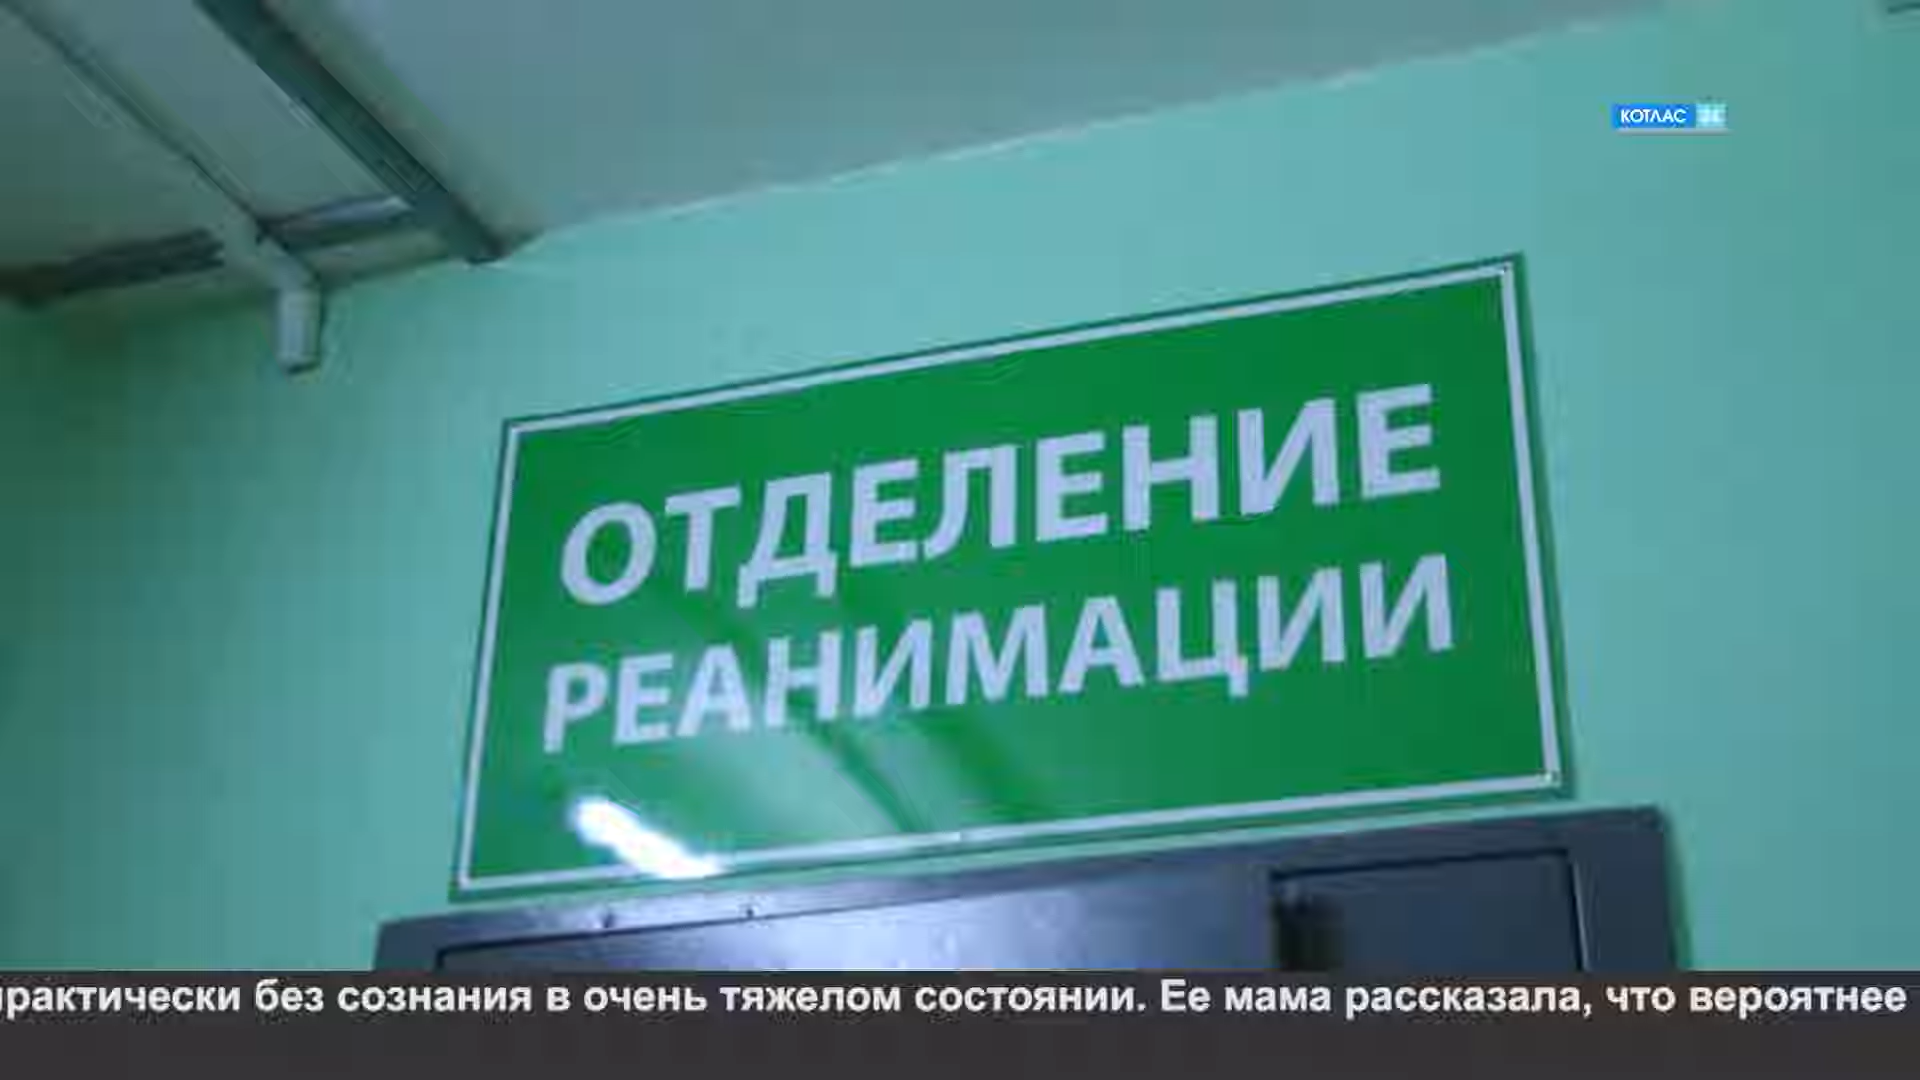 КОТЛАС
ОТДЕЛЕНИЕ
РЕАНИМАЦИИ
практически без сознания в очень тяжелом состоянии. Ее мама рассказала, что вероятнее